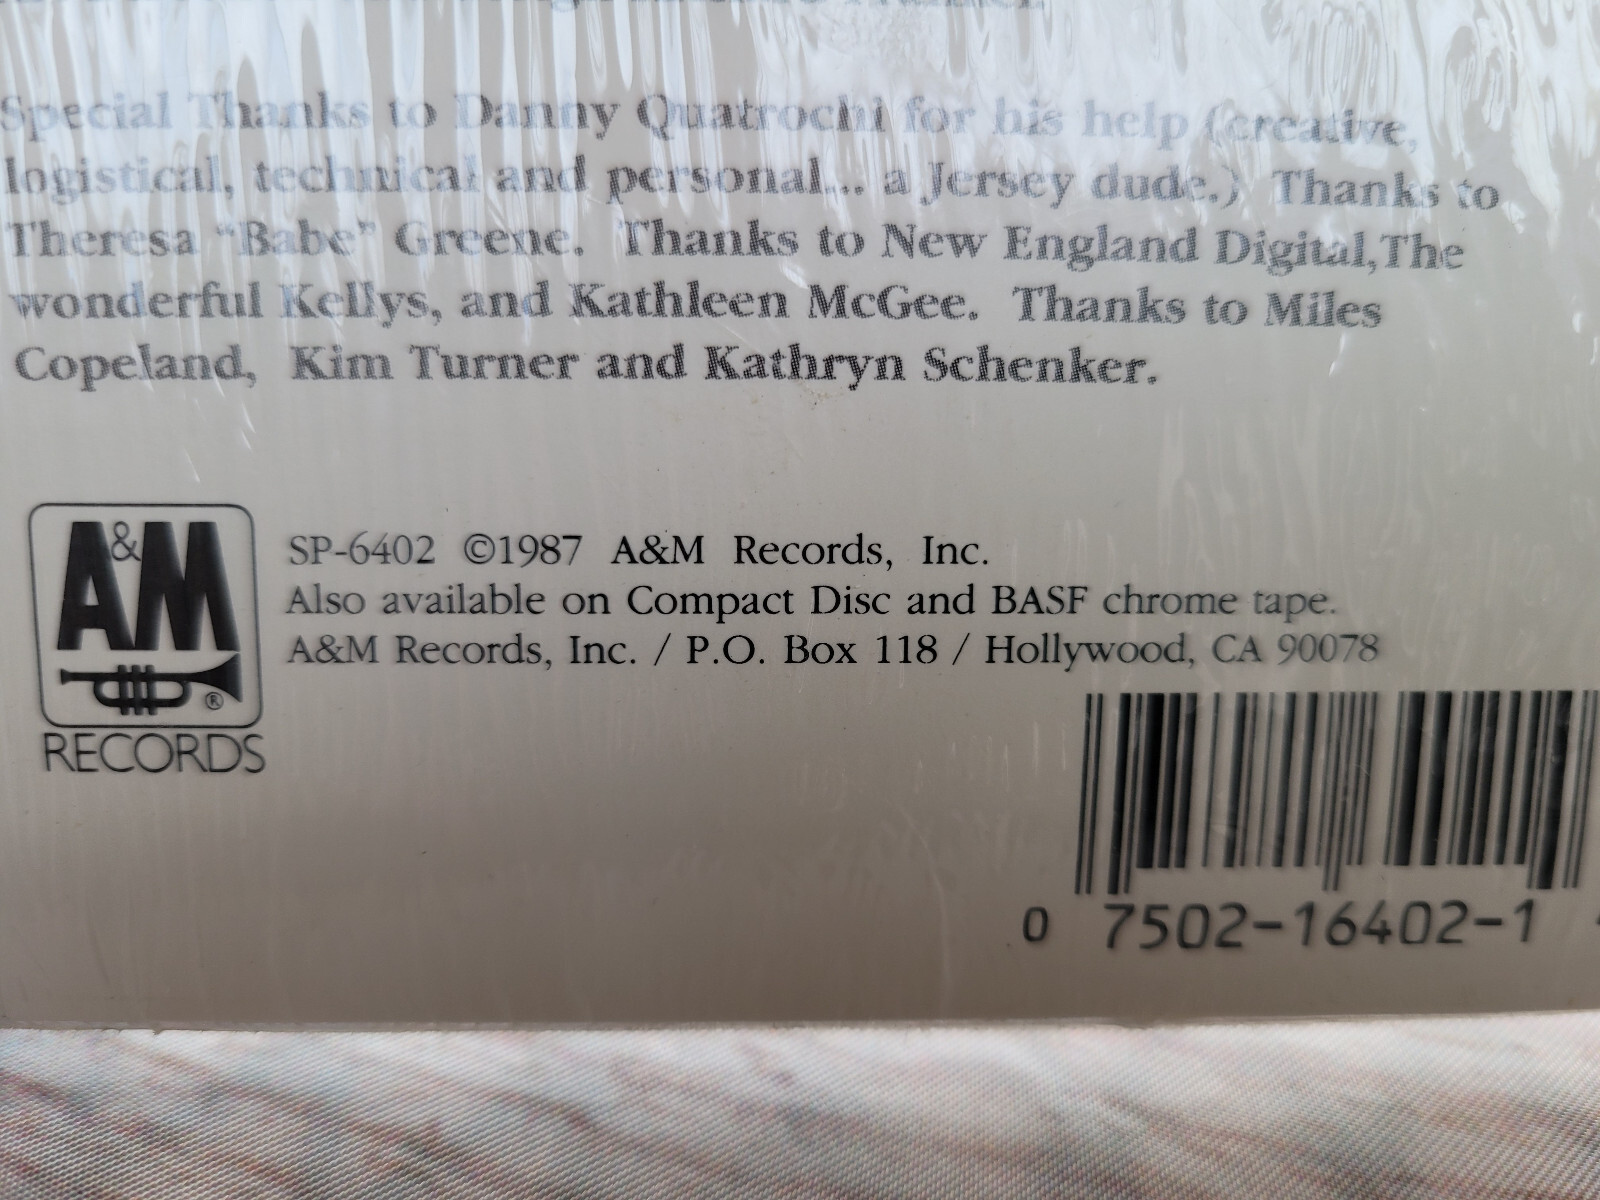 Special Thanks to Danny Quatrochi for his help (creative,
logistical, technical and personal... a Jersey dude.) Thanks to
Theresa "Babe" Greene. Thanks to New England Digital,The
wonderful Kellys, and Kathleen McGee. Thanks to Miles
Copeland, Kim Turner and Kathryn Schenker.
A&M
®
RECORDS
SP-6402 ©1987 A&M Records, Inc.
Also available on Compact Disc and BASF chrome tape.
A&M Records, Inc. / P.O. Box 118 / Hollywood, CA 90078
0 7502-16402-1